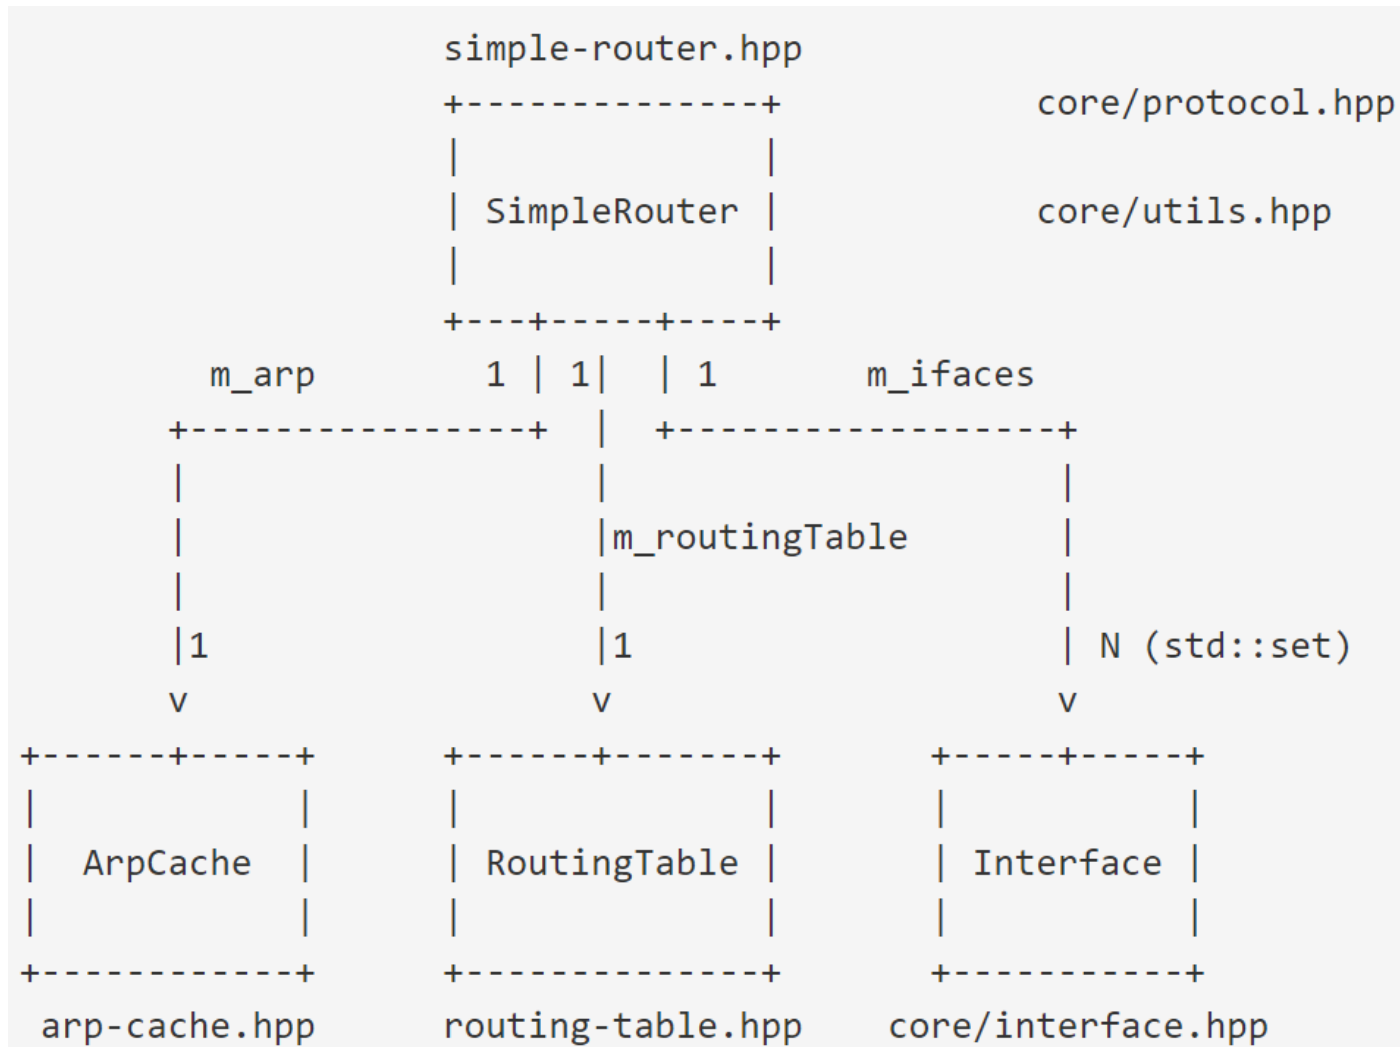 simple-router.hpp
+--------------+            core/protocol.hpp
|              |
| SimpleRouter |            core/utils.hpp
|              |
+---+-----+----+
m_arp        1 | 1|  | 1       m_ifaces
+----------------+  |  +------------------+
|                   |                     |
|                   |m_routingTable       |
|                   |                     |
|1                  |1                    | N (std::set)
v                   v                     v
+------+-----+      +------+-------+       +-----+-----+
|            |      |              |       |           |
|  ArpCache  |      | RoutingTable |       | Interface |
|            |      |              |       |           |
+------------+      +--------------+       +-----------+
arp-cache.hpp      routing-table.hpp    core/interface.hpp